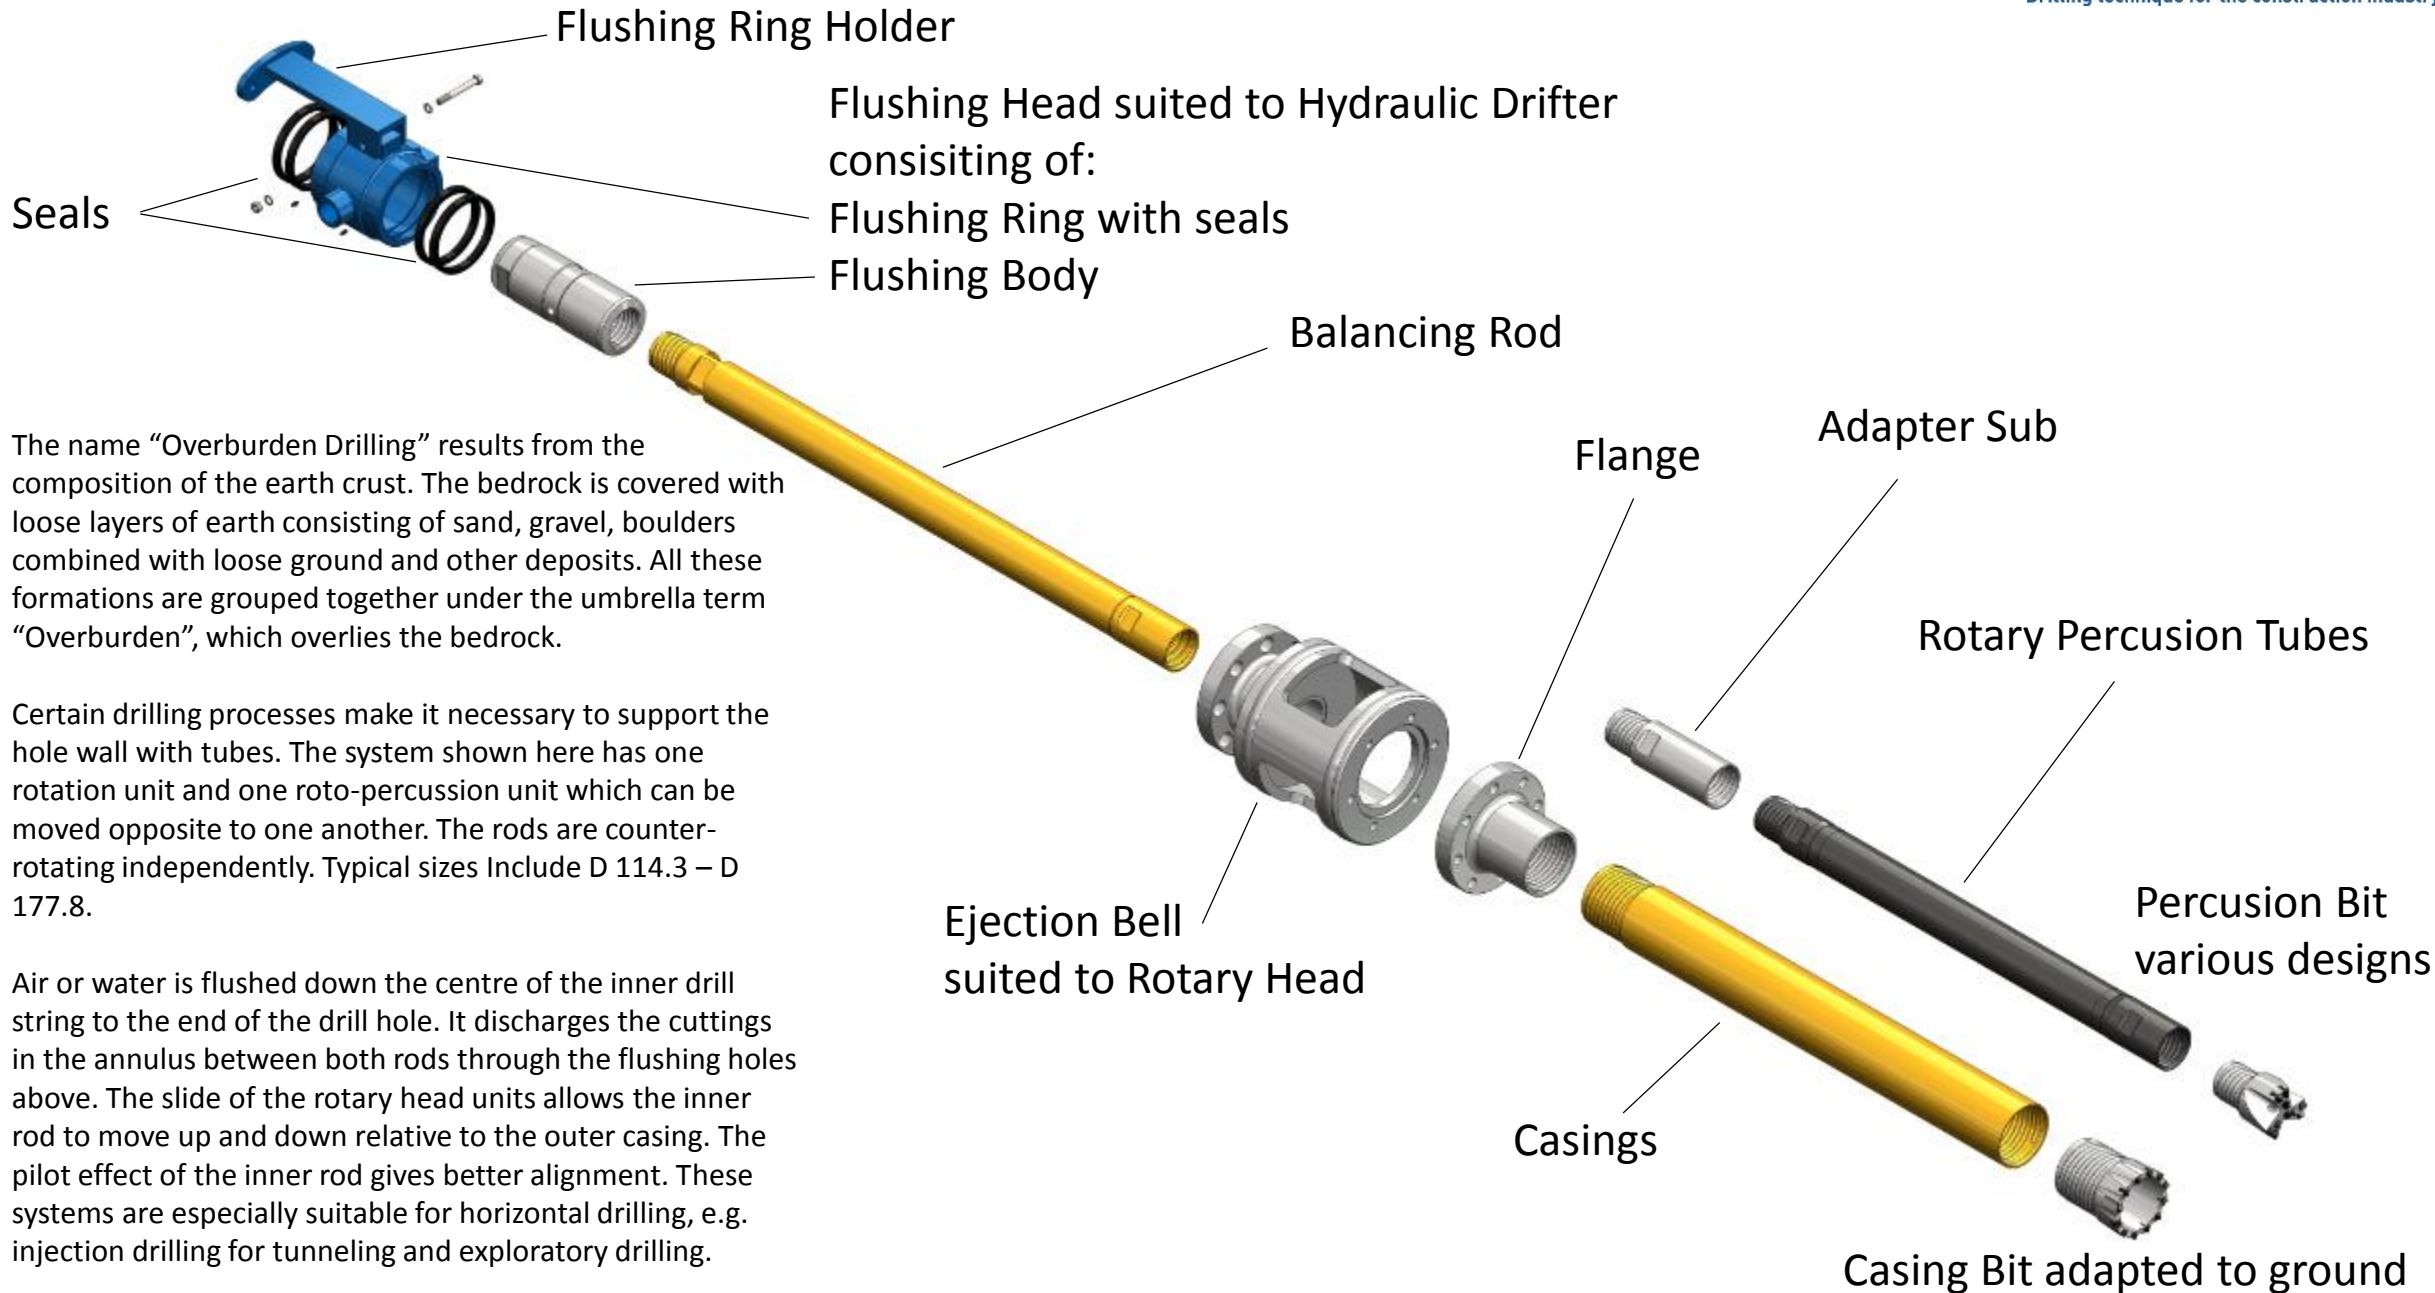 Drilling technique for the construction industry
Flushing Ring Holder
Flushing Head suited to Hydraulic Drifter
consisiting of:
Flushing Ring with seals
Flushing Body
Seals
Balancing Rod
Adapter Sub
Flange
Rotary Percusion Tubes
The name “Overburden Drilling” results from the
composition of the earth crust. The bedrock is covered with
loose layers of earth consisting of sand, gravel, boulders
combined with loose ground and other deposits. All these
formations are grouped together under the umbrella term
“Overburden”, which overlies the bedrock.
Certain drilling processes make it necessary to support the
hole wall with tubes. The system shown here has one
rotation unit and one roto-percussion unit which can be
moved opposite to one another. The rods are counter-
rotating independently. Typical sizes Include D 114.3 – D
177.8.
Air or water is flushed down the centre of the inner drill
string to the end of the drill hole. It discharges the cuttings
in the annulus between both rods through the flushing holes
above. The slide of the rotary head units allows the inner
rod to move up and down relative to the outer casing. The
pilot effect of the inner rod gives better alignment. These
systems are especially suitable for horizontal drilling, e.g.
injection drilling for tunneling and exploratory drilling.
Ejection Bell
suited to Rotary Head
Percusion Bit
various designs
Casings
Casing Bit adapted to ground